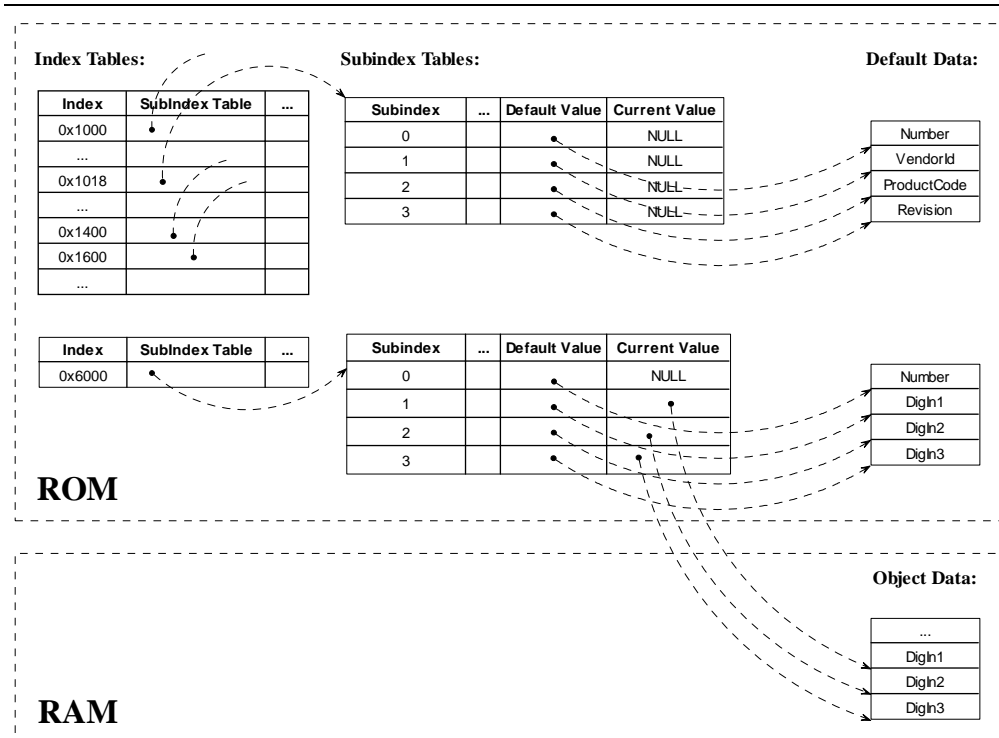 Index Tables: Subindex Tables: Default Data:
Index SubIndex Table ...
0x1000
...
0x1018
...
0x1400
0x1600
...
Subindex ... Default Value Current Value
0 NULL
1 NULL
2 NULL
3 NULL
Number
VendorId
ProductCode
Revision
Index SubIndex Table ...
0x6000
Subindex ... Default Value Current Value
0 NULL
1
2
3
Number
DigIn1
DigIn2
DigIn3
ROM
Object Data:
...
DigIn1
DigIn2
DigIn3
RAM